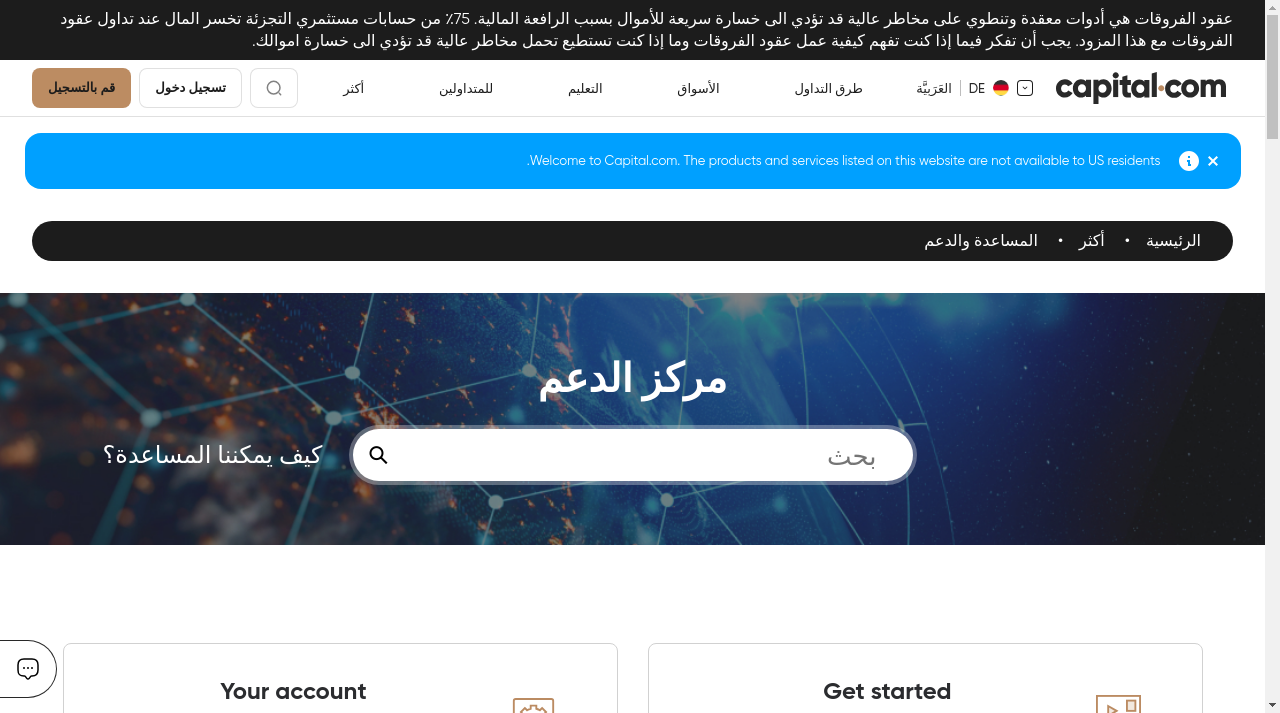 عقود الفروقات هي أدوات معقدة وتنطوي على مخاطر عالية قد تؤدي الى خسارة سريعة للأموال بسبب الرافعة المالية. 75٪ من حسابات مستثمري التجزئة تخسر المال عند تداول عقود
الفروقات مع هذا المزود. يجب أن تفكر فيما إذا كنت تفهم كيفية عمل عقود الفروقات وما إذا كنت تستطيع تحمل مخاطر عالية قد تؤدي الى خسارة اموالك.
capital.com
DE
العَرَبيَّة
طرق التداول
الأسواق
التعليم
للمتداولين
أكثر
تسجيل دخول
قم بالتسجيل
Welcome to Capital.com. The products and services listed on this website are not available to US residents.
الرئيسية • أكثر • المساعدة والدعم
مركز الدعم
بحث
كيف يمكننا المساعدة؟
Get started
Your account